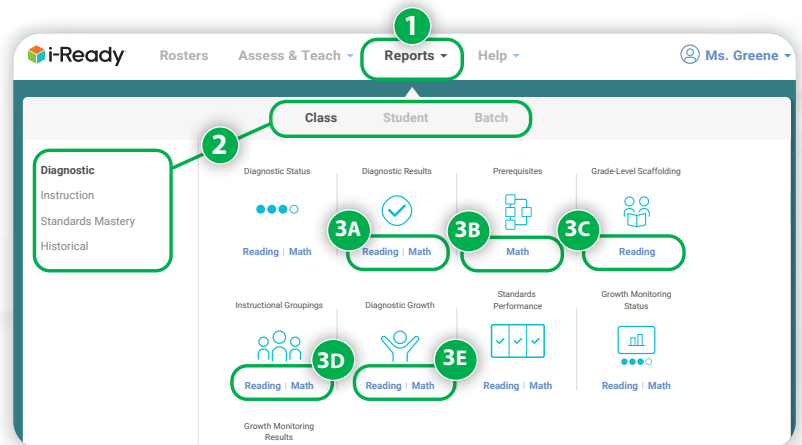 1
i-Ready Rosters Assess & Teach Reports Help Ms. Greene
Class Student Batch
2
Diagnostic
Instruction
Standards Mastery
Historical
Diagnostic Status Diagnostic Results Prerequisites Grade-Level Scaffolding
3A 3B 3C
Reading | Math Reading | Math Math Reading
Instructional Groupings Diagnostic Growth Standards Performance Growth Monitoring Status
3D 3E
Reading | Math Reading | Math Reading | Math Reading | Math
Growth Monitoring
Results